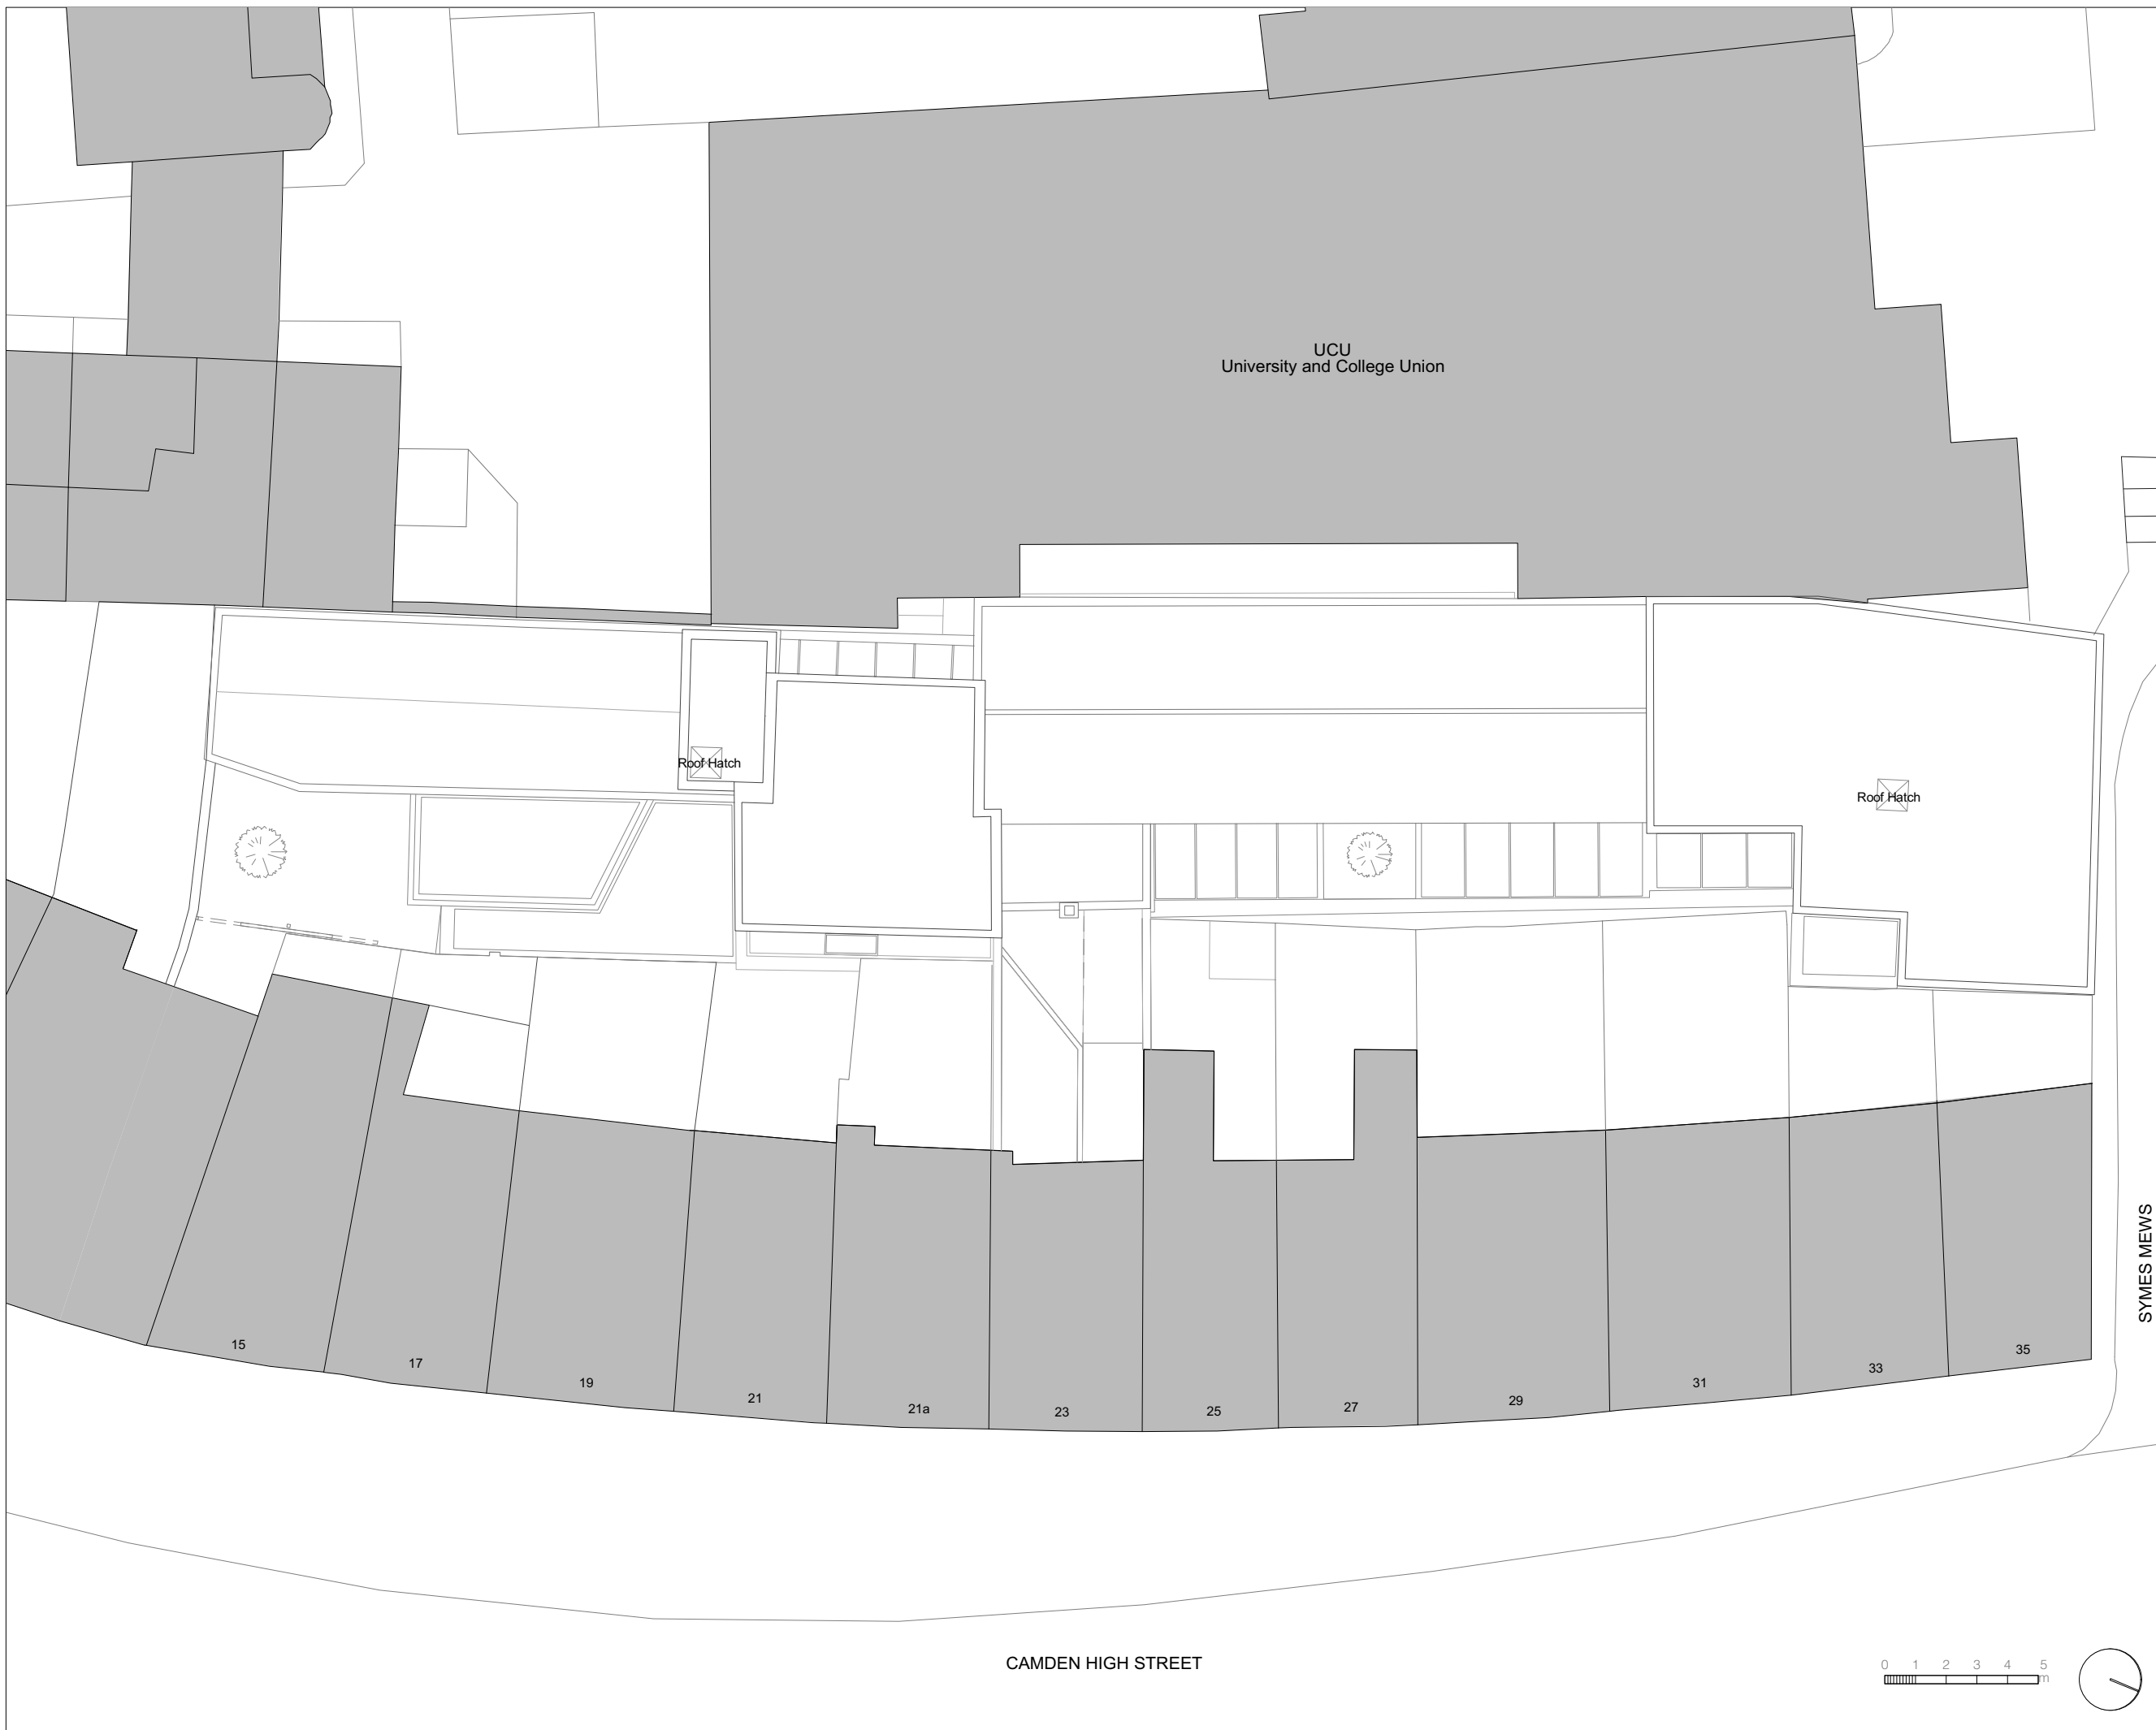 UCU
University and College Union
Roof Hatch
Roof Hatch
SYMES MEWS
15
17
19
21
21a
23
25
27
29
31
33
35
CAMDEN HIGH STREET
0 1 2 3 4 5
m